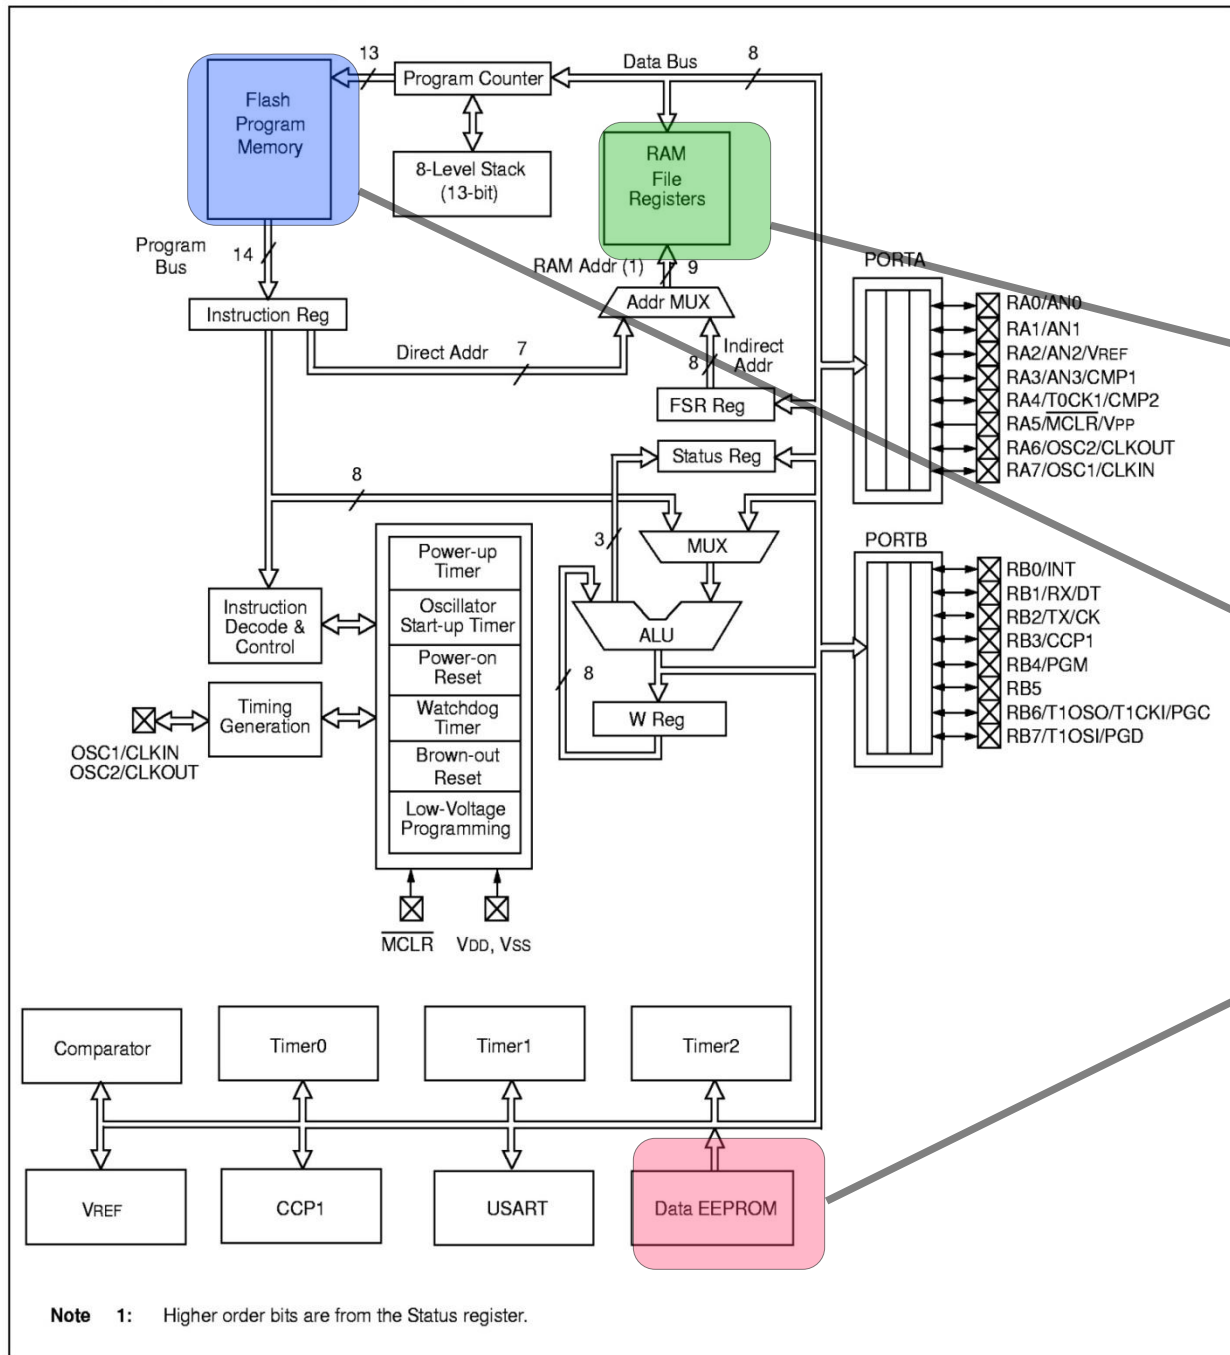 13
Program Counter
Data Bus
8
Flash
Program
Memory
8-Level Stack
(13-bit)
RAM
File
Registers
Program
Bus
14
RAM Addr (1)
9
Addr MUX
Instruction Reg
Direct Addr
7
8
Indirect
Addr
FSR Reg
Status Reg
PORTA
RA0/AN0
RA1/AN1
RA2/AN2/VREF
RA3/AN3/CMP1
RA4/T0CK1/CMP2
RA5/MCLR/VPP
RA6/OSC2/CLKOUT
RA7/OSC1/CLKIN
8
3
MUX
ALU
8
W Reg
PORTB
RB0/INT
RB1/RX/DT
RB2/TX/CK
RB3/CCP1
RB4/PGM
RB5
RB6/T1OSO/T1CKI/PGC
RB7/T1OSI/PGD
Instruction
Decode &
Control
Timing
Generation
OSC1/CLKIN
OSC2/CLKOUT
Power-up
Timer
Oscillator
Start-up Timer
Power-on
Reset
Watchdog
Timer
Brown-out
Reset
Low-Voltage
Programming
MCLR
VDD, VSS
Comparator
Timer0
Timer1
Timer2
VREF
CCP1
USART
Data EEPROM
Note 1: Higher order bits are from the Status register.